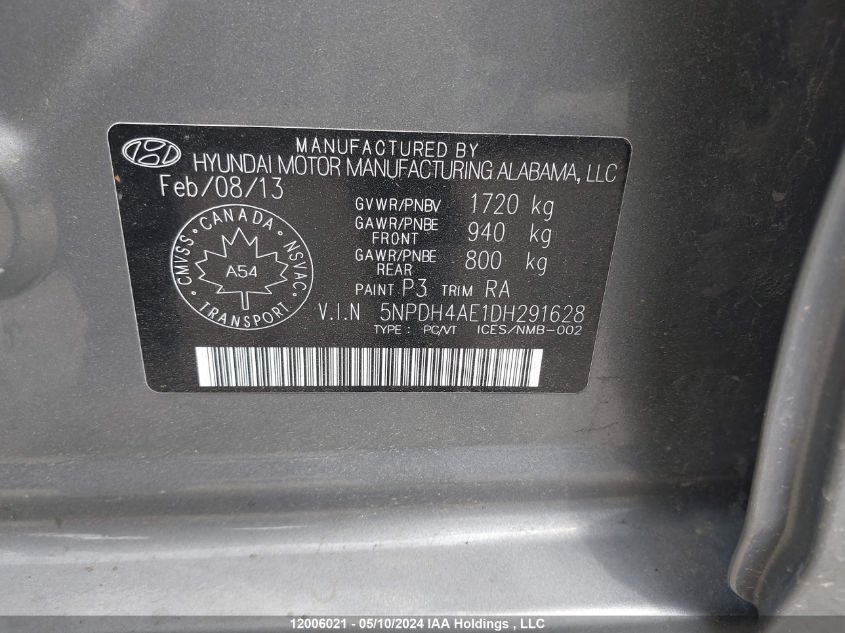 MANUFACTURED BY
HYUNDAI MOTOR MANUFACTURING ALABAMA, LLC
Feb/08/13
GVWR/PNBV 1720 kg
GAWR/PNBE FRONT 940 kg
GAWR/PNBE REAR 800 kg
PAINT P3 TRIM RA
CANADA
CMVSS NSVAC
A54
TRANSPORT
V.I.N 5NPDH4AE1DH291628
TYPE : PC/VT ICES/NMB-002
12006021 - 05/10/2024 IAA Holdings , LLC